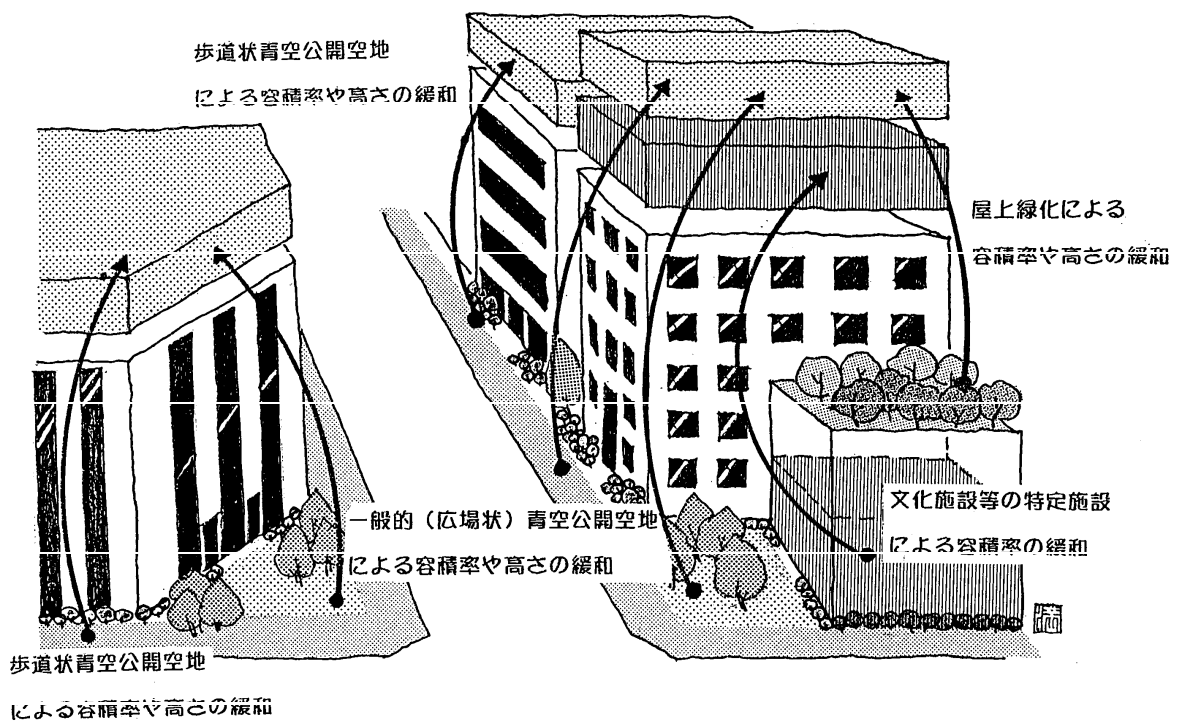 歩道状青空公開空地
による容積率や高さの緩和
屋上緑化による
容積率や高さの緩和
文化施設等の特定施設
による容積率の緩和
一般的（広場状）青空公開空地
による容積率や高さの緩和
歩道状青空公開空地
による容積率や高さの緩和